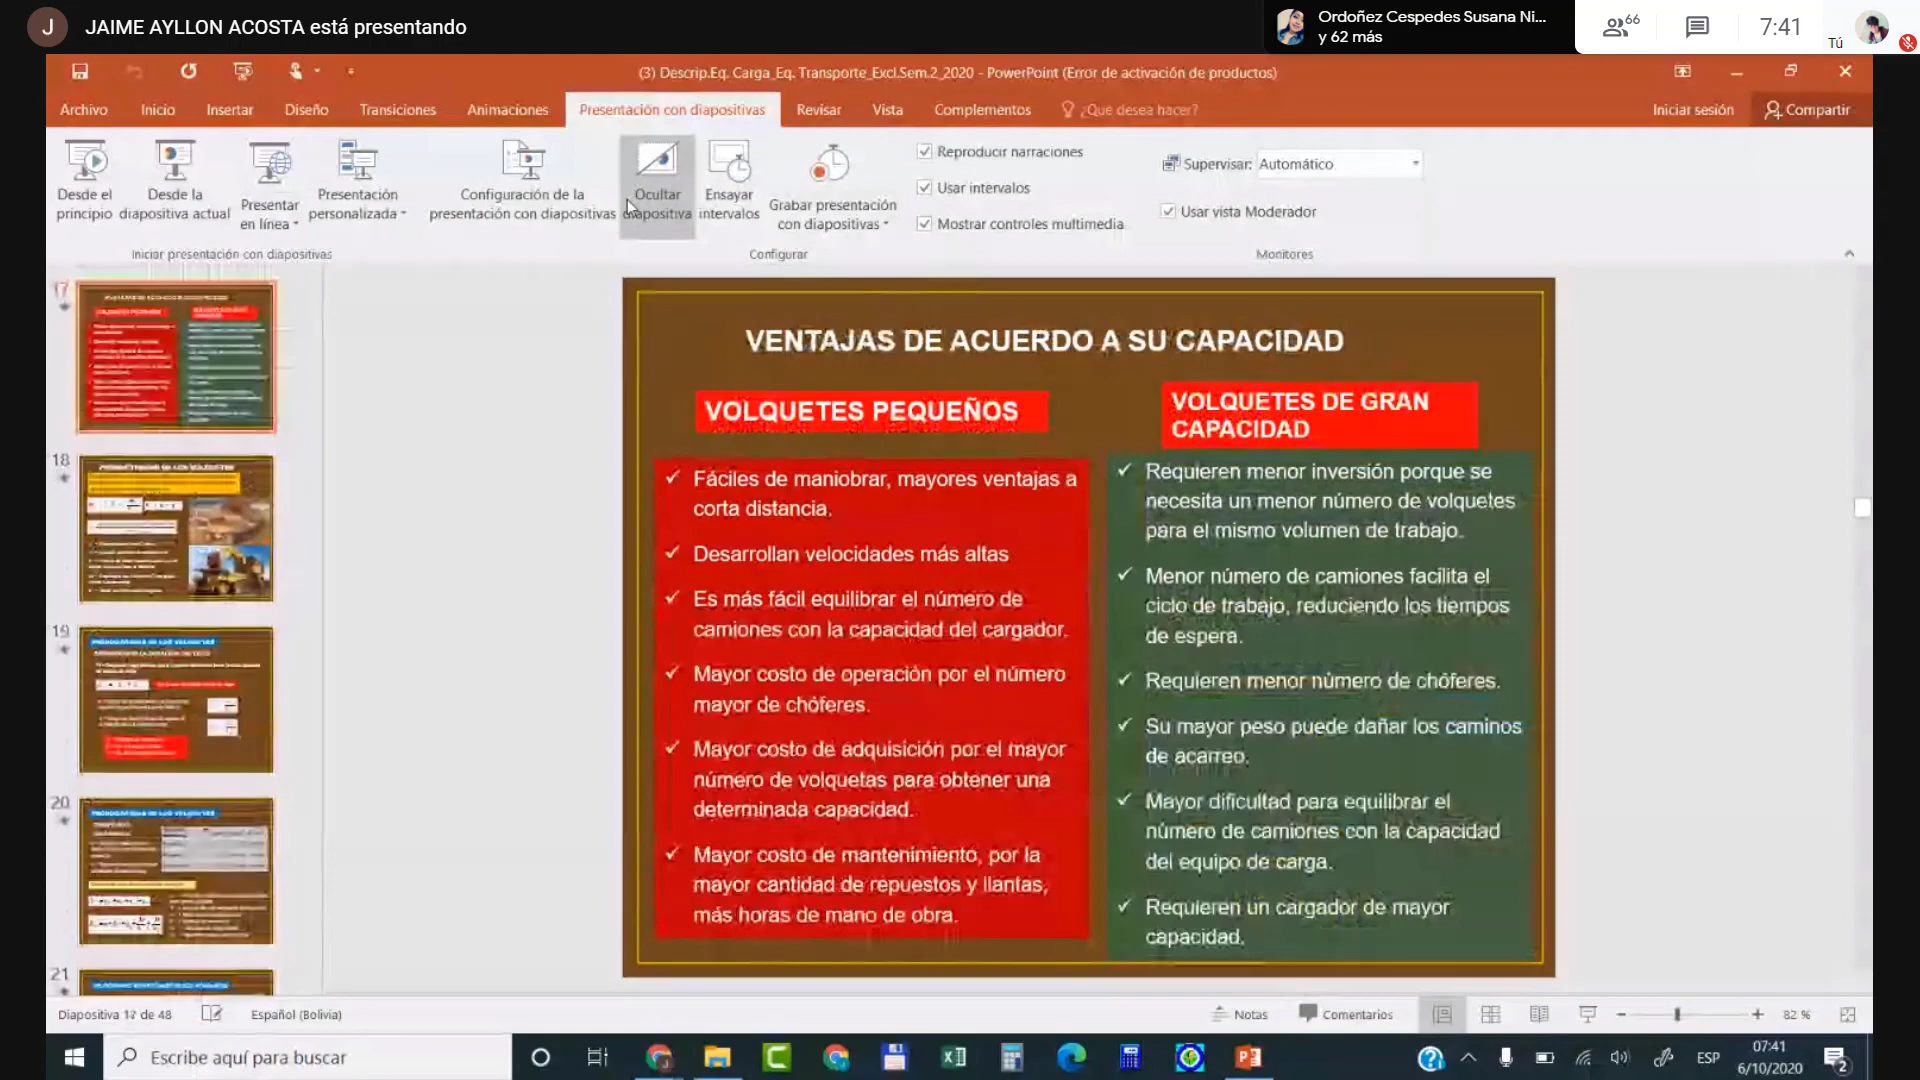 J JAIME AYLLON ACOSTA está presentando
Ordoñez Cespedes Susana Ni...
y 62 más
66
7:41
Tú
(3) Descrip.Eq. Carga_Eq. Transporte_Excl.Sem.2_2020 - PowerPoint (Error de activación de productos)
Archivo Inicio Insertar Diseño Transiciones Animaciones Presentación con diapositivas Revisar Vista Complementos ¿Qué desea hacer? Iniciar sesión Compartir
Desde el principio
Desde la diapositiva actual
Presentar en línea
Presentación personalizada
Configuración de la presentación con diapositivas
Ocultar diapositiva
Ensayar intervalos
Grabar presentación con diapositivas
Reproducir narraciones
Usar intervalos
Mostrar controles multimedia
Supervisar: Automático
Usar vista Moderador
Iniciar presentación con diapositivas
Configurar
Monitores
17
18
19
20
21
VENTAJAS DE ACUERDO A SU CAPACIDAD
VOLQUETES PEQUEÑOS
Fáciles de maniobrar, mayores ventajas a
corta distancia.
Desarrollan velocidades más altas
Es más fácil equilibrar el número de
camiones con la capacidad del cargador.
Mayor costo de operación por el número
mayor de chóferes.
Mayor costo de adquisición por el mayor
número de volquetas para obtener una
determinada capacidad.
Mayor costo de mantenimiento, por la
mayor cantidad de repuestos y llantas,
más horas de mano de obra.
VOLQUETES DE GRAN
CAPACIDAD
Requieren menor inversión porque se
necesita un menor número de volquetes
para el mismo volumen de trabajo.
Menor número de camiones facilita el
ciclo de trabajo, reduciendo los tiempos
de espera.
Requieren menor número de chóferes.
Su mayor peso puede dañar los caminos
de acarreo.
Mayor dificultad para equilibrar el
número de camiones con la capacidad
del equipo de carga.
Requieren un cargador de mayor
capacidad.
Diapositiva 17 de 48 Español (Bolivia) Notas Comentarios 82 %
Escribe aquí para buscar
ESP
07:41
6/10/2020
2